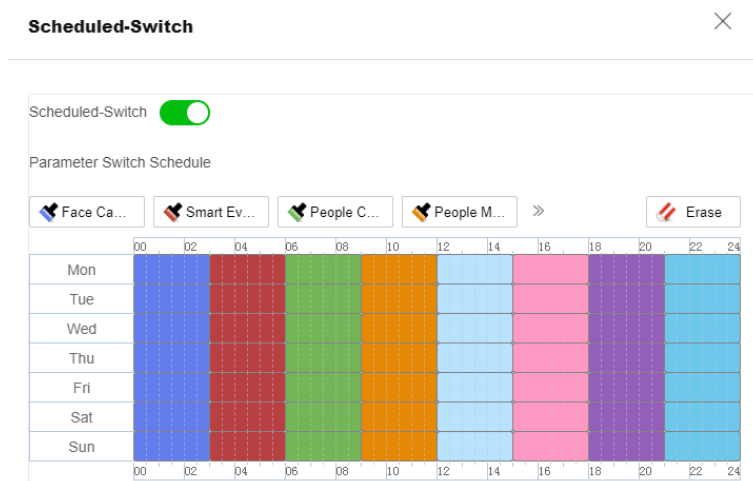 Scheduled-Switch
Scheduled-Switch
Parameter Switch Schedule
Face Ca... Smart Ev... People C... People M... Erase
00 02 04 06 08 10 12 14 16 18 20 22 24
Mon
Tue
Wed
Thu
Fri
Sat
Sun
00 02 04 06 08 10 12 14 16 18 20 22 24